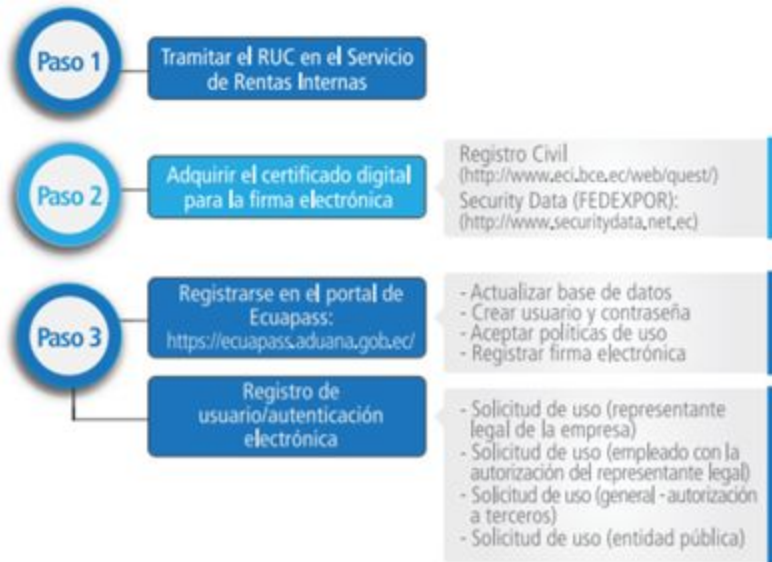 Paso 1
Tramitar el RUC en el Servicio
de Rentas Internas
Paso 2
Adquirir el certificado digital
para la firma electrónica
Registro Civil
(http://www.eci.bce.ec/web/quest/)
Security Data (FEDEXPOR):
(http://www.securitydata.net.ec)
Paso 3
Registrarse en el portal de
Ecuapass:
https://ecuapass.aduana.gob.ec/
- Actualizar base de datos
- Crear usuario y contraseña
- Aceptar políticas de uso
- Registrar firma electrónica
Registro de
usuario/autenticación
electrónica
- Solicitud de uso (representante
legal de la empresa)
- Solicitud de uso (empleado con la
autorización del representante legal)
- Solicitud de uso (general - autorización
a terceros)
- Solicitud de uso (entidad pública)